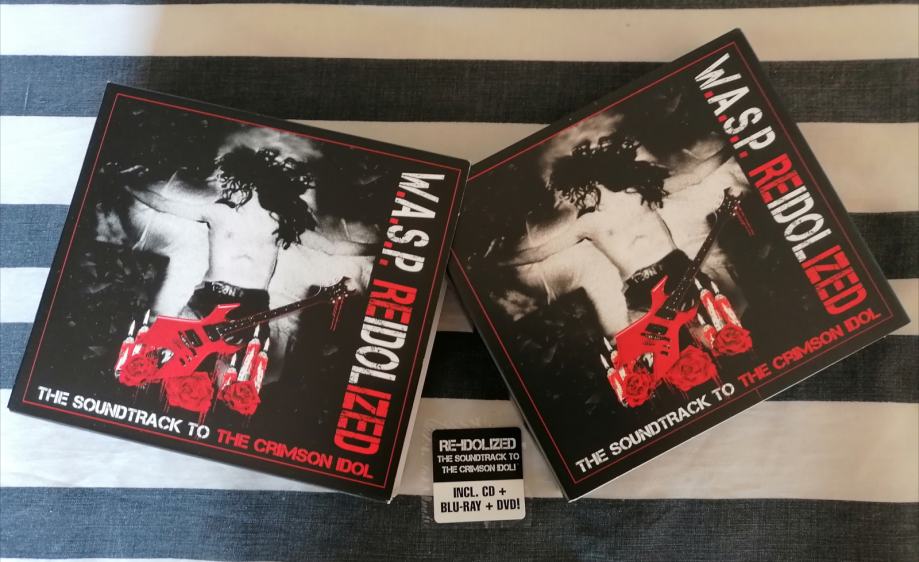 W.A.S.P. REIDOLIZED
THE SOUNDTRACK TO THE CRIMSON IDOL
W.A.S.P. REIDOLIZED
THE SOUNDTRACK TO THE CRIMSON IDOL
RE-IDOLIZED
THE SOUNDTRACK TO
THE CRIMSON IDOL!
INCL. CD +
BLU-RAY + DVD!